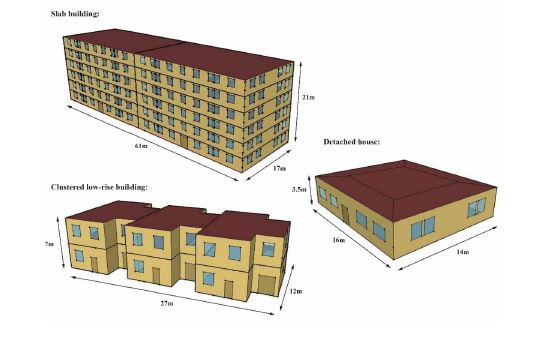 Slab building:
21m
61m
17m
Detached house:
3.5m
16m
14m
Clustered low-rise building:
7m
27m
12m